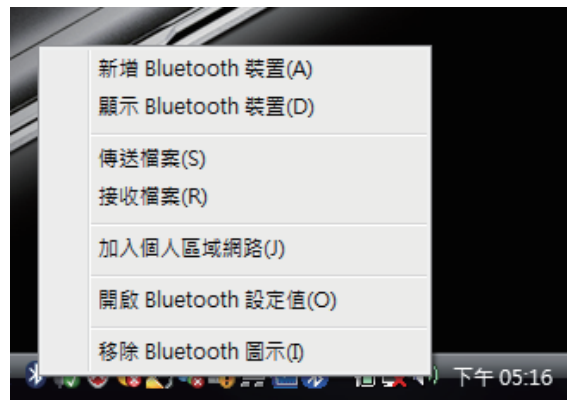 新增 Bluetooth 裝置(A)
顯示 Bluetooth 裝置(D)
傳送檔案(S)
接收檔案(R)
加入個人區域網路(J)
開啟 Bluetooth 設定值(O)
移除 Bluetooth 圖示(I)
下午 05:16